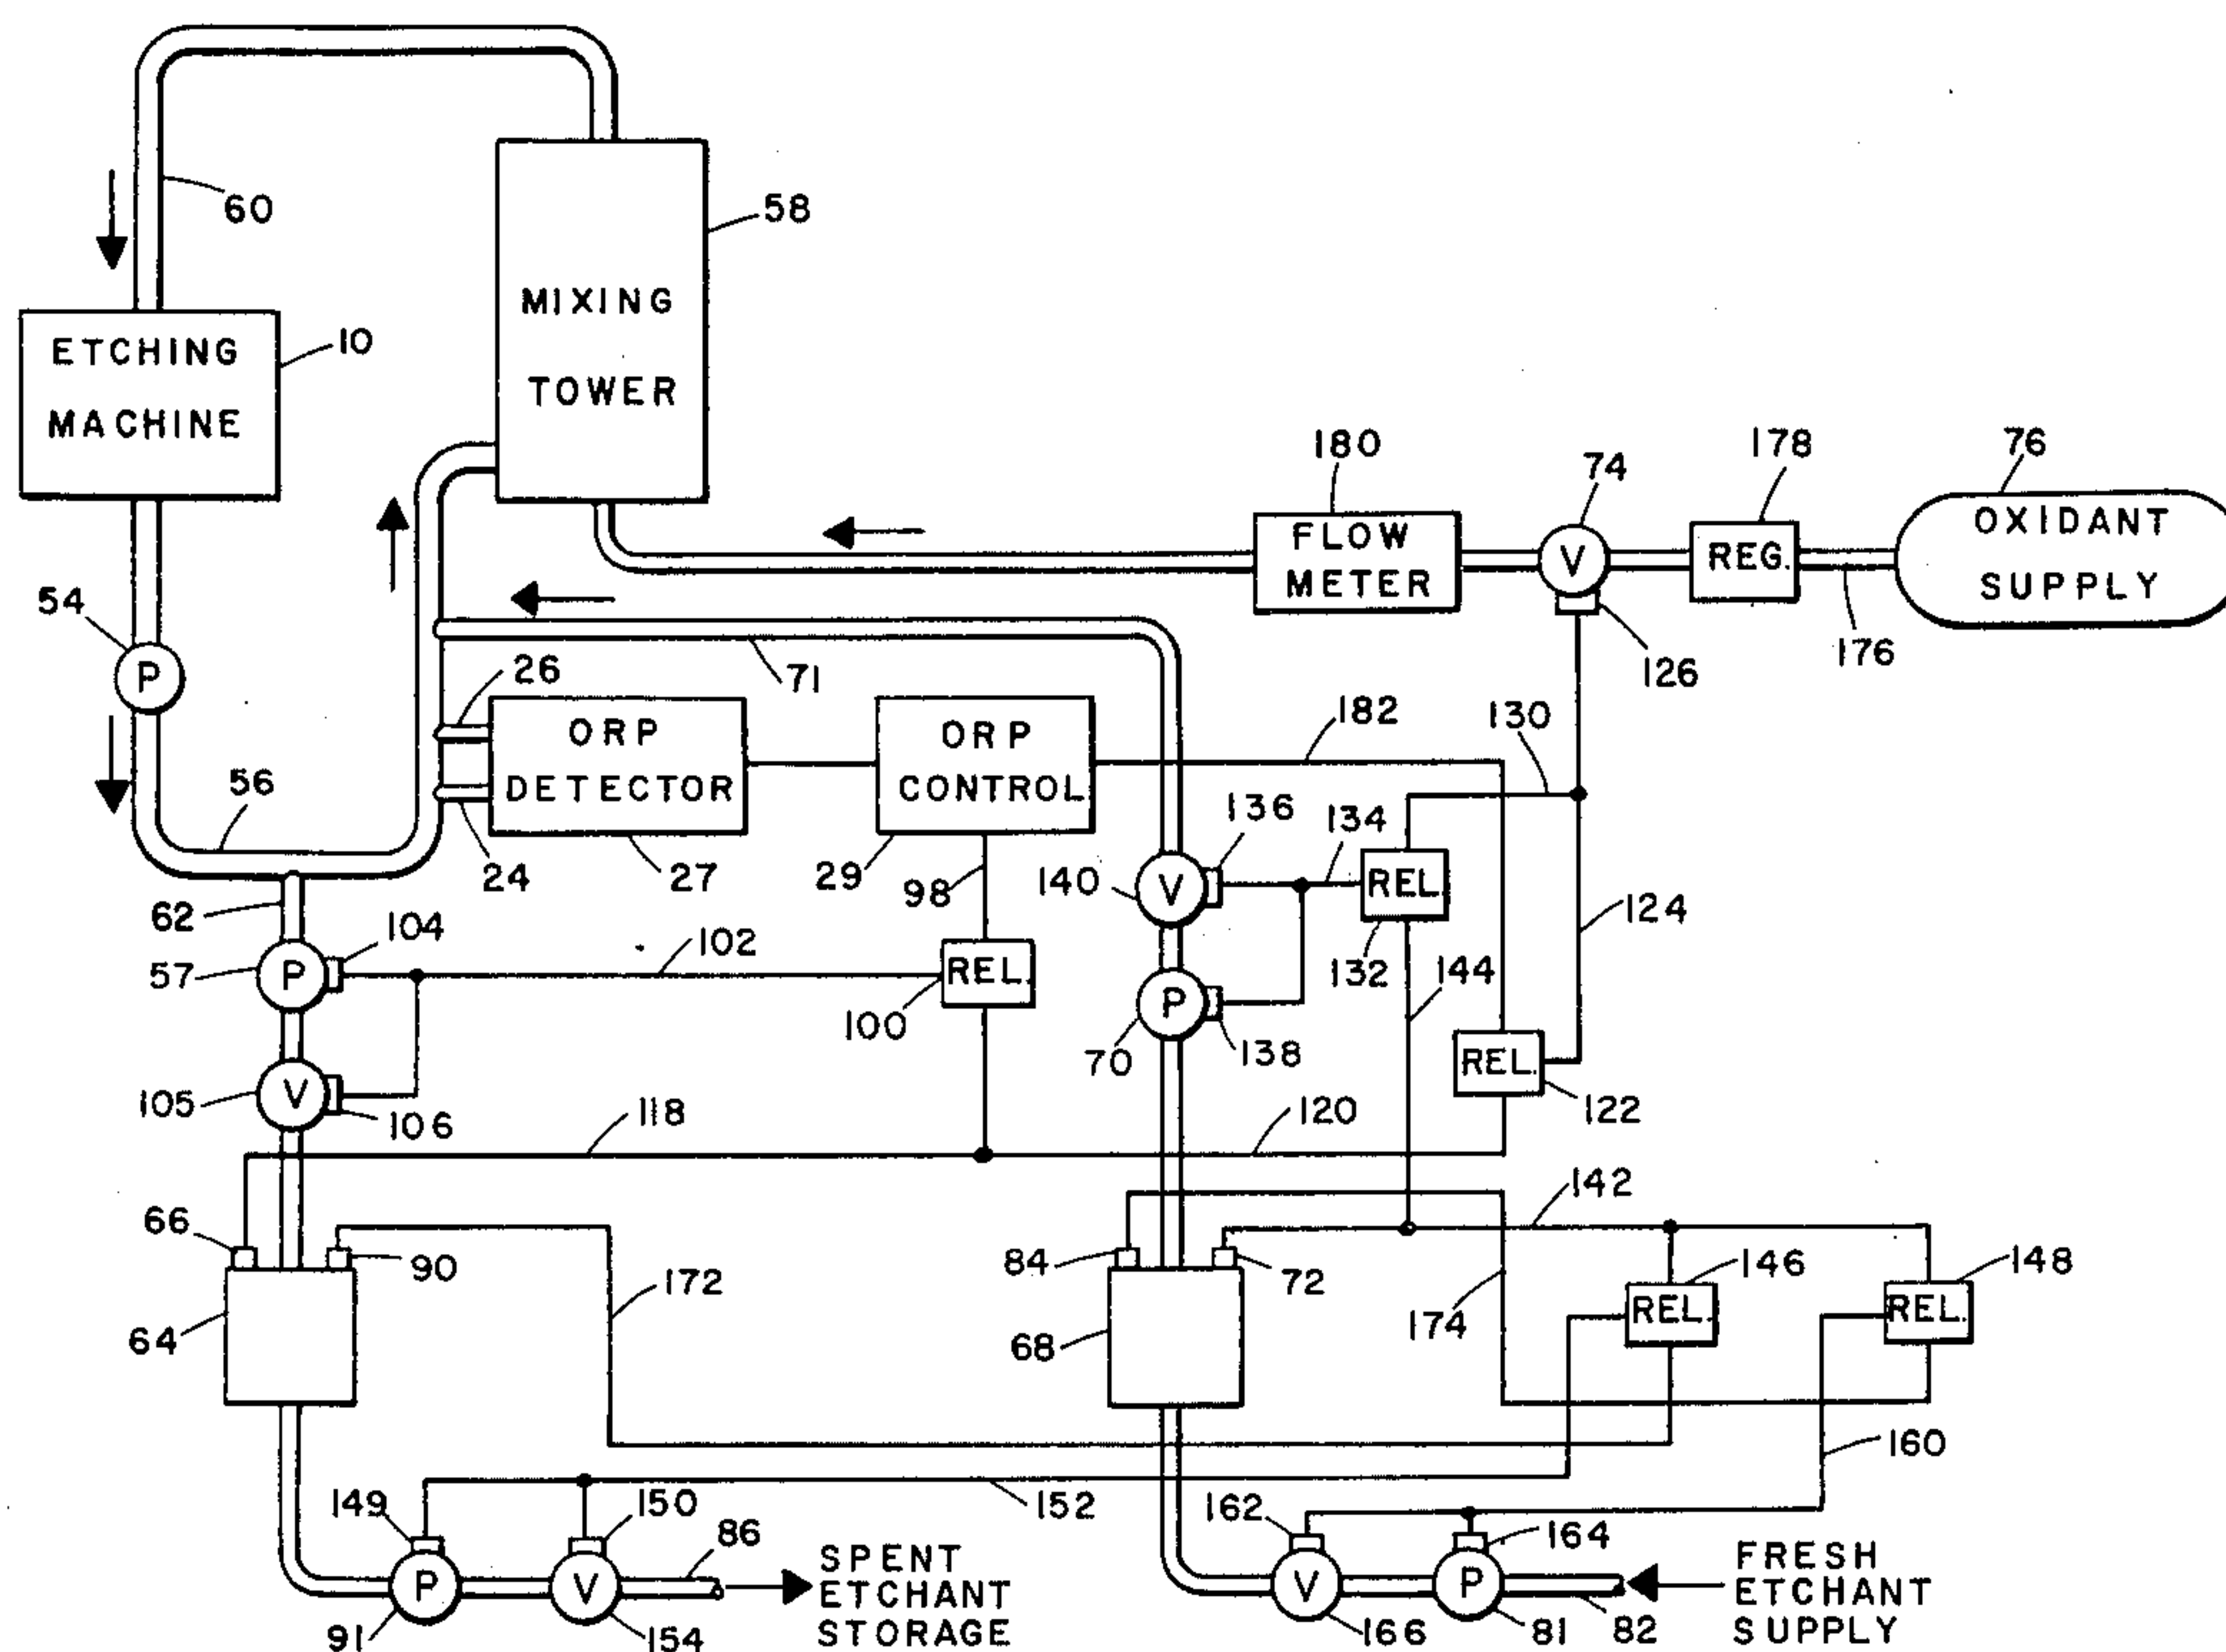 60
58
MIXING
TOWER
ETCHING
MACHINE
10
180
74
178
76
FLOW
METER
V
REG.
OXIDANT
SUPPLY
126
176
54
P
26
71
ORP
DETECTOR
ORP
CONTROL
182
130
56
24
27
29
98
136
134
140
V
REL.
132
124
62
104
57
P
102
REL.
100
144
70
P
138
REL.
122
105
V
106
118
120
66
90
172
84
72
142
146
148
64
68
174
REL.
REL.
160
149
150
152
162
164
86
P
V
91
154
SPENT
ETCHANT
STORAGE
V
P
166
81
82
FRESH
ETCHANT
SUPPLY